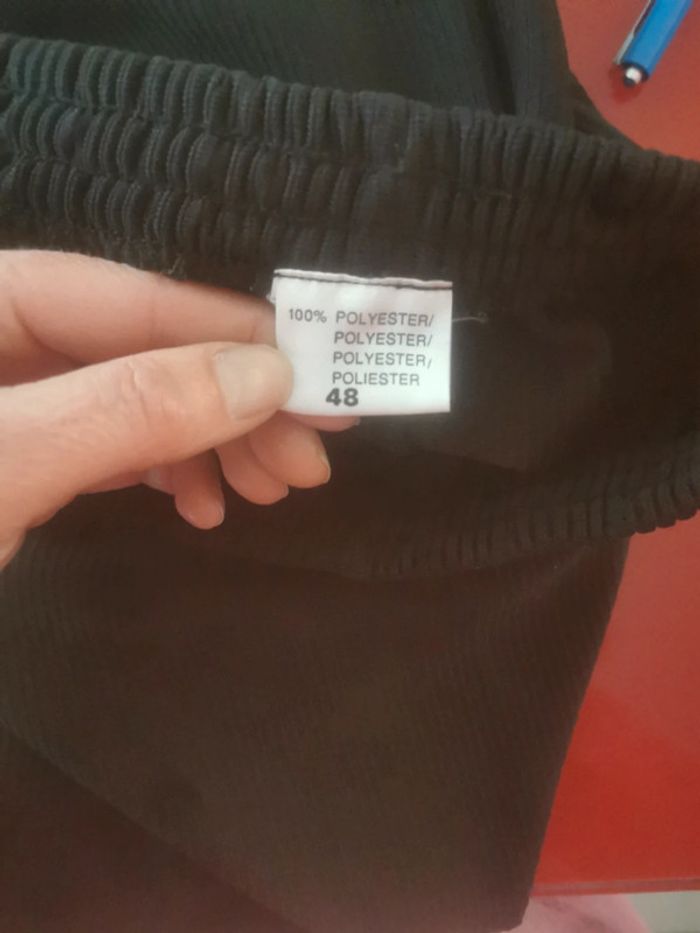 100% POLYESTER/
POLYESTER/
POLYESTER/
POLIESTER
48